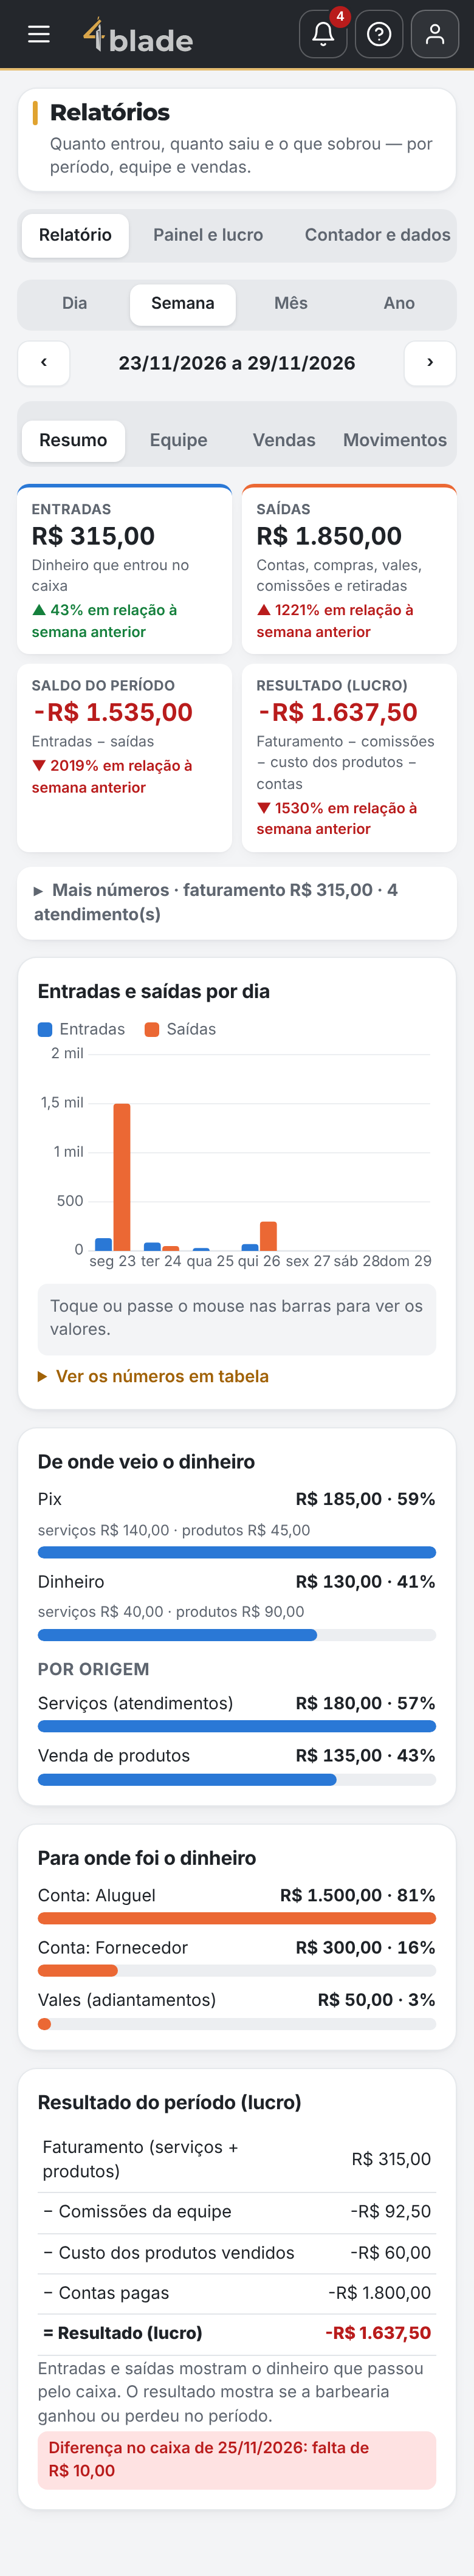 4blade
4
Relatórios
Quanto entrou, quanto saiu e o que sobrou — por
período, equipe e vendas.
Relatório Painel e lucro Contador e dados
Dia Semana Mês Ano
‹ 23/11/2026 a 29/11/2026 ›
Resumo Equipe Vendas Movimentos
ENTRADAS
R$ 315,00
Dinheiro que entrou no
caixa
▲ 43% em relação à
semana anterior
SAÍDAS
R$ 1.850,00
Contas, compras, vales,
comissões e retiradas
▲ 1221% em relação à
semana anterior
SALDO DO PERÍODO
-R$ 1.535,00
Entradas − saídas
▼ 2019% em relação à
semana anterior
RESULTADO (LUCRO)
-R$ 1.637,50
Faturamento − comissões
− custo dos produtos −
contas
▼ 1530% em relação à
semana anterior
▸ Mais números · faturamento R$ 315,00 · 4
atendimento(s)
Entradas e saídas por dia
Entradas Saídas
2 mil
1,5 mil
1 mil
500
0
seg 23 ter 24 qua 25 qui 26 sex 27 sáb 28 dom 29
Toque ou passe o mouse nas barras para ver os
valores.
▸ Ver os números em tabela
De onde veio o dinheiro
Pix R$ 185,00 · 59%
serviços R$ 140,00 · produtos R$ 45,00
Dinheiro R$ 130,00 · 41%
serviços R$ 40,00 · produtos R$ 90,00
POR ORIGEM
Serviços (atendimentos) R$ 180,00 · 57%
Venda de produtos R$ 135,00 · 43%
Para onde foi o dinheiro
Conta: Aluguel R$ 1.500,00 · 81%
Conta: Fornecedor R$ 300,00 · 16%
Vales (adiantamentos) R$ 50,00 · 3%
Resultado do período (lucro)
Faturamento (serviços +
produtos) R$ 315,00
− Comissões da equipe -R$ 92,50
− Custo dos produtos vendidos -R$ 60,00
− Contas pagas -R$ 1.800,00
= Resultado (lucro) -R$ 1.637,50
Entradas e saídas mostram o dinheiro que passou
pelo caixa. O resultado mostra se a barbearia
ganhou ou perdeu no período.
Diferença no caixa de 25/11/2026: falta de
R$ 10,00